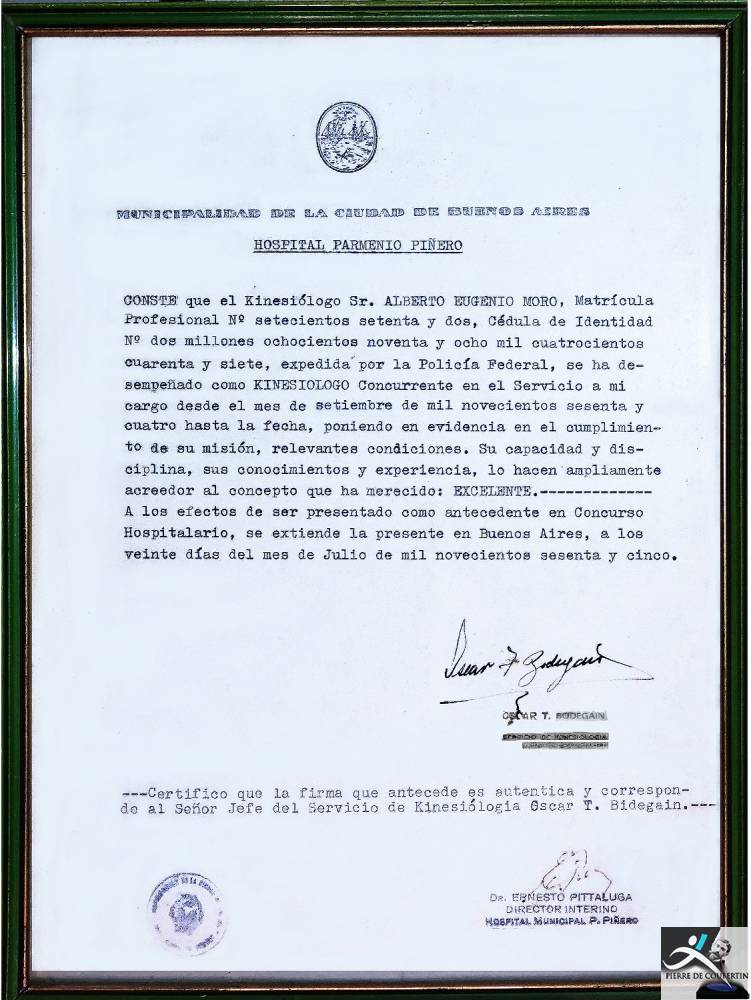 MUNICIPALIDAD DE LA CIUDAD DE BUENOS AIRES
HOSPITAL PARMENIO PIÑERO
CONSTE que el Kinesiólogo Sr. ALBERTO EUGENIO MORO, Matrícula
Profesional Nº setecientos setenta y dos, Cédula de Identidad
Nº dos millones ochocientos noventa y ocho mil cuatrocientos
cuarenta y siete, expedida por la Policía Federal, se ha de-
sempeñado como KINESIOLOGO Concurrente en el Servicio a mi
cargo desde el mes de setiembre de mil novecientos sesenta y
cuatro hasta la fecha, poniendo en evidencia en el cumplimien-
to de su misión, relevantes condiciones. Su capacidad y dis-
ciplina, sus conocimientos y experiencia, lo hacen ampliamente
acreedor al concepto que ha merecido: EXCELENTE.-------------
A los efectos de ser presentado como antecedente en Concurso
Hospitalario, se extiende la presente en Buenos Aires, a los
veinte días del mes de Julio de mil novecientos sesenta y cinco.
OSCAR T. BODEGAIN
SERVICIO DE KINESIOLOGIA
---Certifico que la firma que antecede es autentica y correspon-
de al Señor Jefe del Servicio de Kinesiólogia Oscar T. Bidegain.---
DR. ERNESTO PITTALUGA
DIRECTOR INTERINO
HOSPITAL MUNICIPAL P. PIÑERO
PIERRE DE COUBERTIN